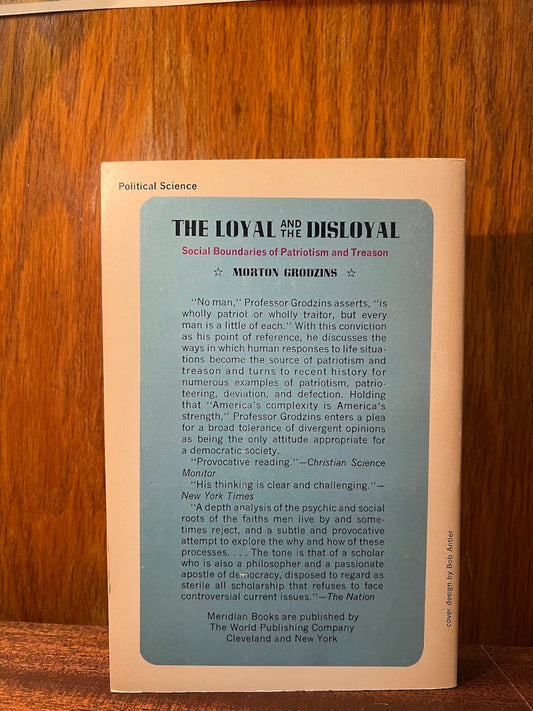 Political Science
THE LOYAL AND THE DISLOYAL
Social Boundaries of Patriotism and Treason
☆ MORTON GRODZINS ☆
"No man," Professor Grodzins asserts, "is
wholly patriot or wholly traitor, but every
man is a little of each." With this conviction
as his point of reference, he discusses the
ways in which human responses to life situa-
tions become the source of patriotism and
treason and turns to recent history for
numerous examples of patriotism, patrio-
teering, deviation, and defection. Holding
that "America's complexity is America's
strength," Professor Grodzins enters a plea
for a broad tolerance of divergent opinions
as being the only attitude appropriate for
a democratic society.
"Provocative reading."—Christian Science
Monitor
"His thinking is clear and challenging."—
New York Times
"A depth analysis of the psychic and social
roots of the faiths men live by and some-
times reject, and a subtle and provocative
attempt to explore the why and how of these
processes. . . . The tone is that of a scholar
who is also a philosopher and a passionate
apostle of democracy, disposed to regard as
sterile all scholarship that refuses to face
controversial current issues."—The Nation
Meridian Books are published by
The World Publishing Company
Cleveland and New York
cover design by Bob Antler